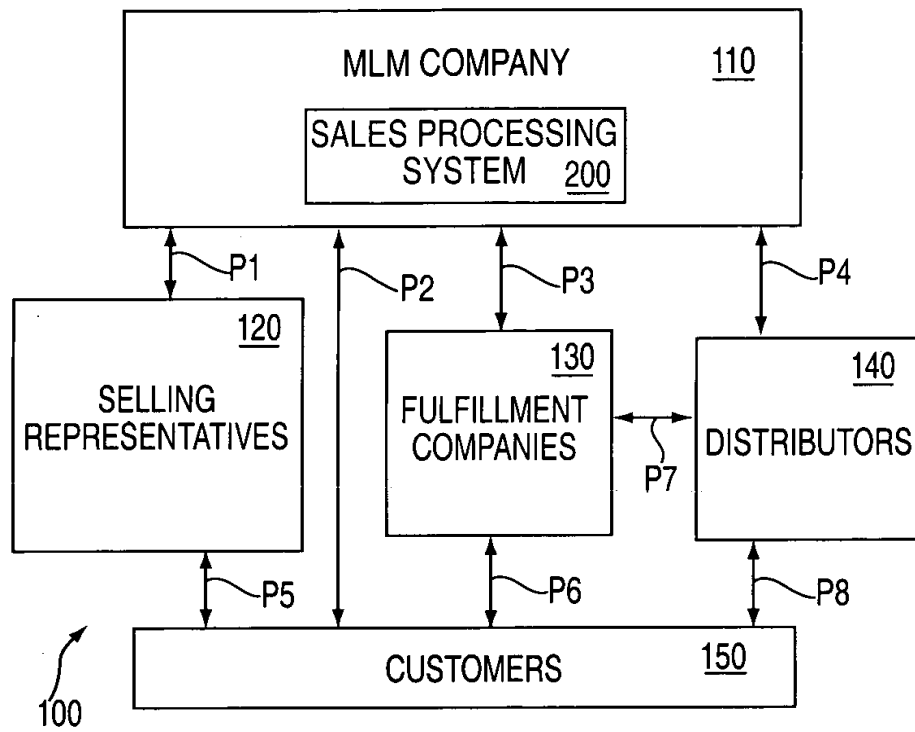 MLM COMPANY
110
SALES PROCESSING
SYSTEM
200
P1
P2
P3
P4
120
SELLING
REPRESENTATIVES
130
FULFILLMENT
COMPANIES
140
DISTRIBUTORS
P7
P5
P6
P8
CUSTOMERS
150
100